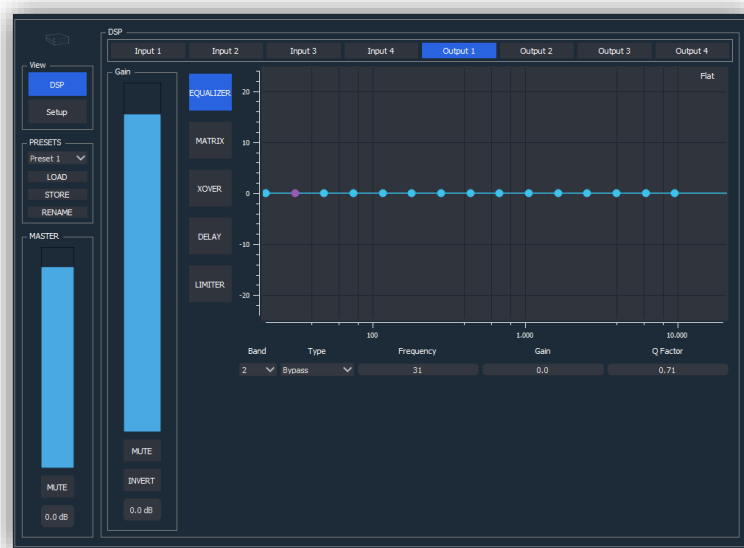 DSP
Input 1 Input 2 Input 3 Input 4 Output 1 Output 2 Output 3 Output 4
View
DSP
Setup
PRESETS
Preset 1
LOAD
STORE
RENAME
MASTER
MUTE
0.0 dB
Gain
MUTE
INVERT
0.0 dB
EQUALIZER
MATRIX
XOVER
DELAY
LIMITER
Flat
20
10
0
-10
-20
100 1.000 10.000
Band Type Frequency Gain Q Factor
2 Bypass 31 0.0 0.71